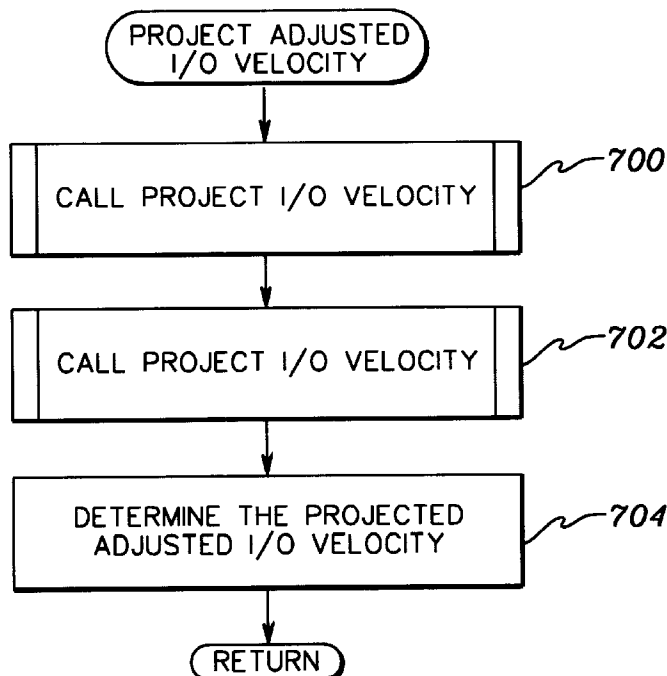 PROJECT ADJUSTED
I/O VELOCITY
CALL PROJECT I/O VELOCITY
700
CALL PROJECT I/O VELOCITY
702
DETERMINE THE PROJECTED
ADJUSTED I/O VELOCITY
704
RETURN